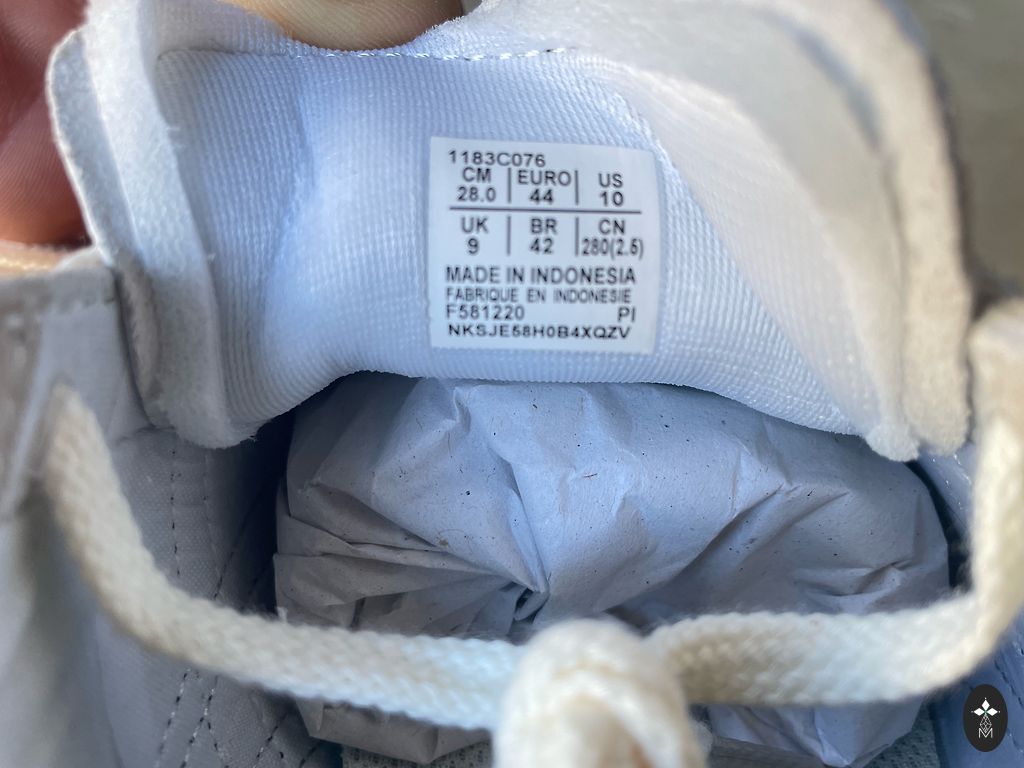 1183C076
CM EURO US
28.0 44 10
UK BR CN
9 42 280(2.5)
MADE IN INDONESIA
FABRIQUE EN INDONESIE
F581220 PI
NKSJE58H0B4XQZV
M